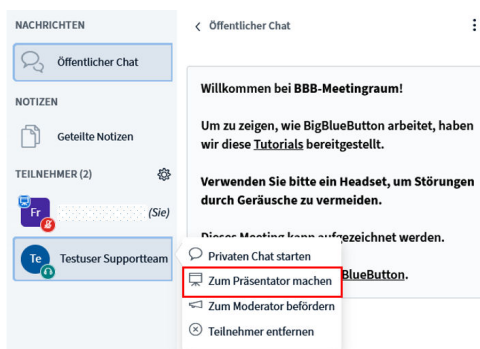 NACHRICHTEN
Öffentlicher Chat
NOTIZEN
Geteilte Notizen
TEILNEHMER (2)
Fr
(Sie)
Te
Testuser Supportteam
Öffentlicher Chat
Willkommen bei BBB-Meetingraum!
Um zu zeigen, wie BigBlueButton arbeitet, haben
wir diese Tutorials bereitgestellt.
Verwenden Sie bitte ein Headset, um Störungen
durch Geräusche zu vermeiden.
Dieses Meeting kann aufgezeichnet werden.
BlueButton.
Privaten Chat starten
Zum Präsentator machen
Zum Moderator befördern
Teilnehmer entfernen